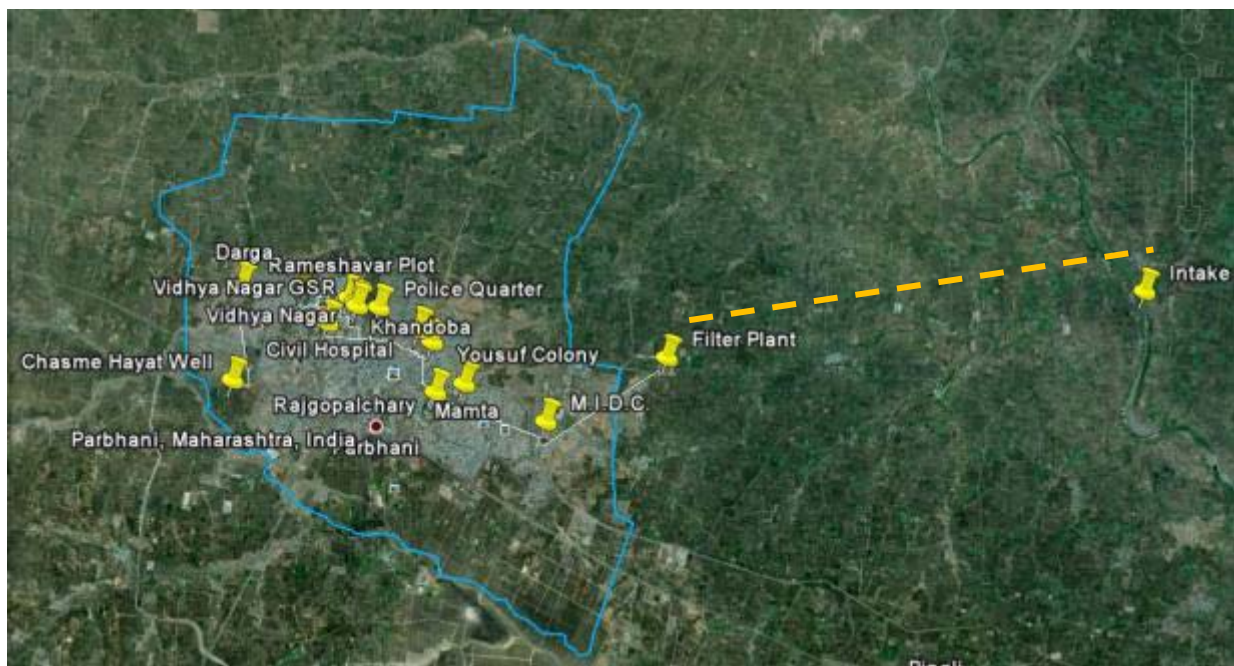 Darga
Rameshavar Plot
Intake
Vidhya Nagar GSR
Police Quarter
Vidhya Nagar
Khandoba
Filter Plant
Civil Hospital
Yousuf Colony
Chasme Hayat Well
Rajgopalchary
Mamta
M.I.D.C.
Parbhani, Maharashtra, India
Parbhani